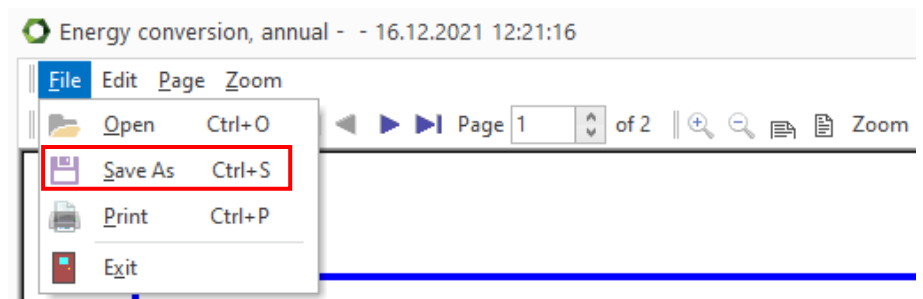 Energy conversion, annual - - 16.12.2021 12:21:16
File Edit Page Zoom
Open Ctrl+O
Page 1 of 2 Zoom
Save As Ctrl+S
Print Ctrl+P
Exit